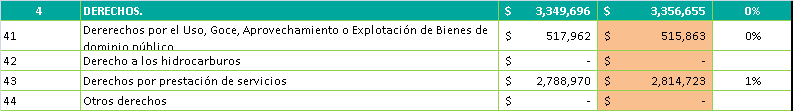 4 DERECHOS. $ 3,349,696 $ 3,356,655 0%
41 Dererechos por el Uso, Goce, Aprovechamiento o Explotación de Bienes de dominio público $ 517,962 $ 515,863 0%
42 Derecho a los hidrocarburos $ - $ -
43 Derechos por prestación de servicios $ 2,788,970 $ 2,814,723 1%
44 Otros derechos $ - $ -